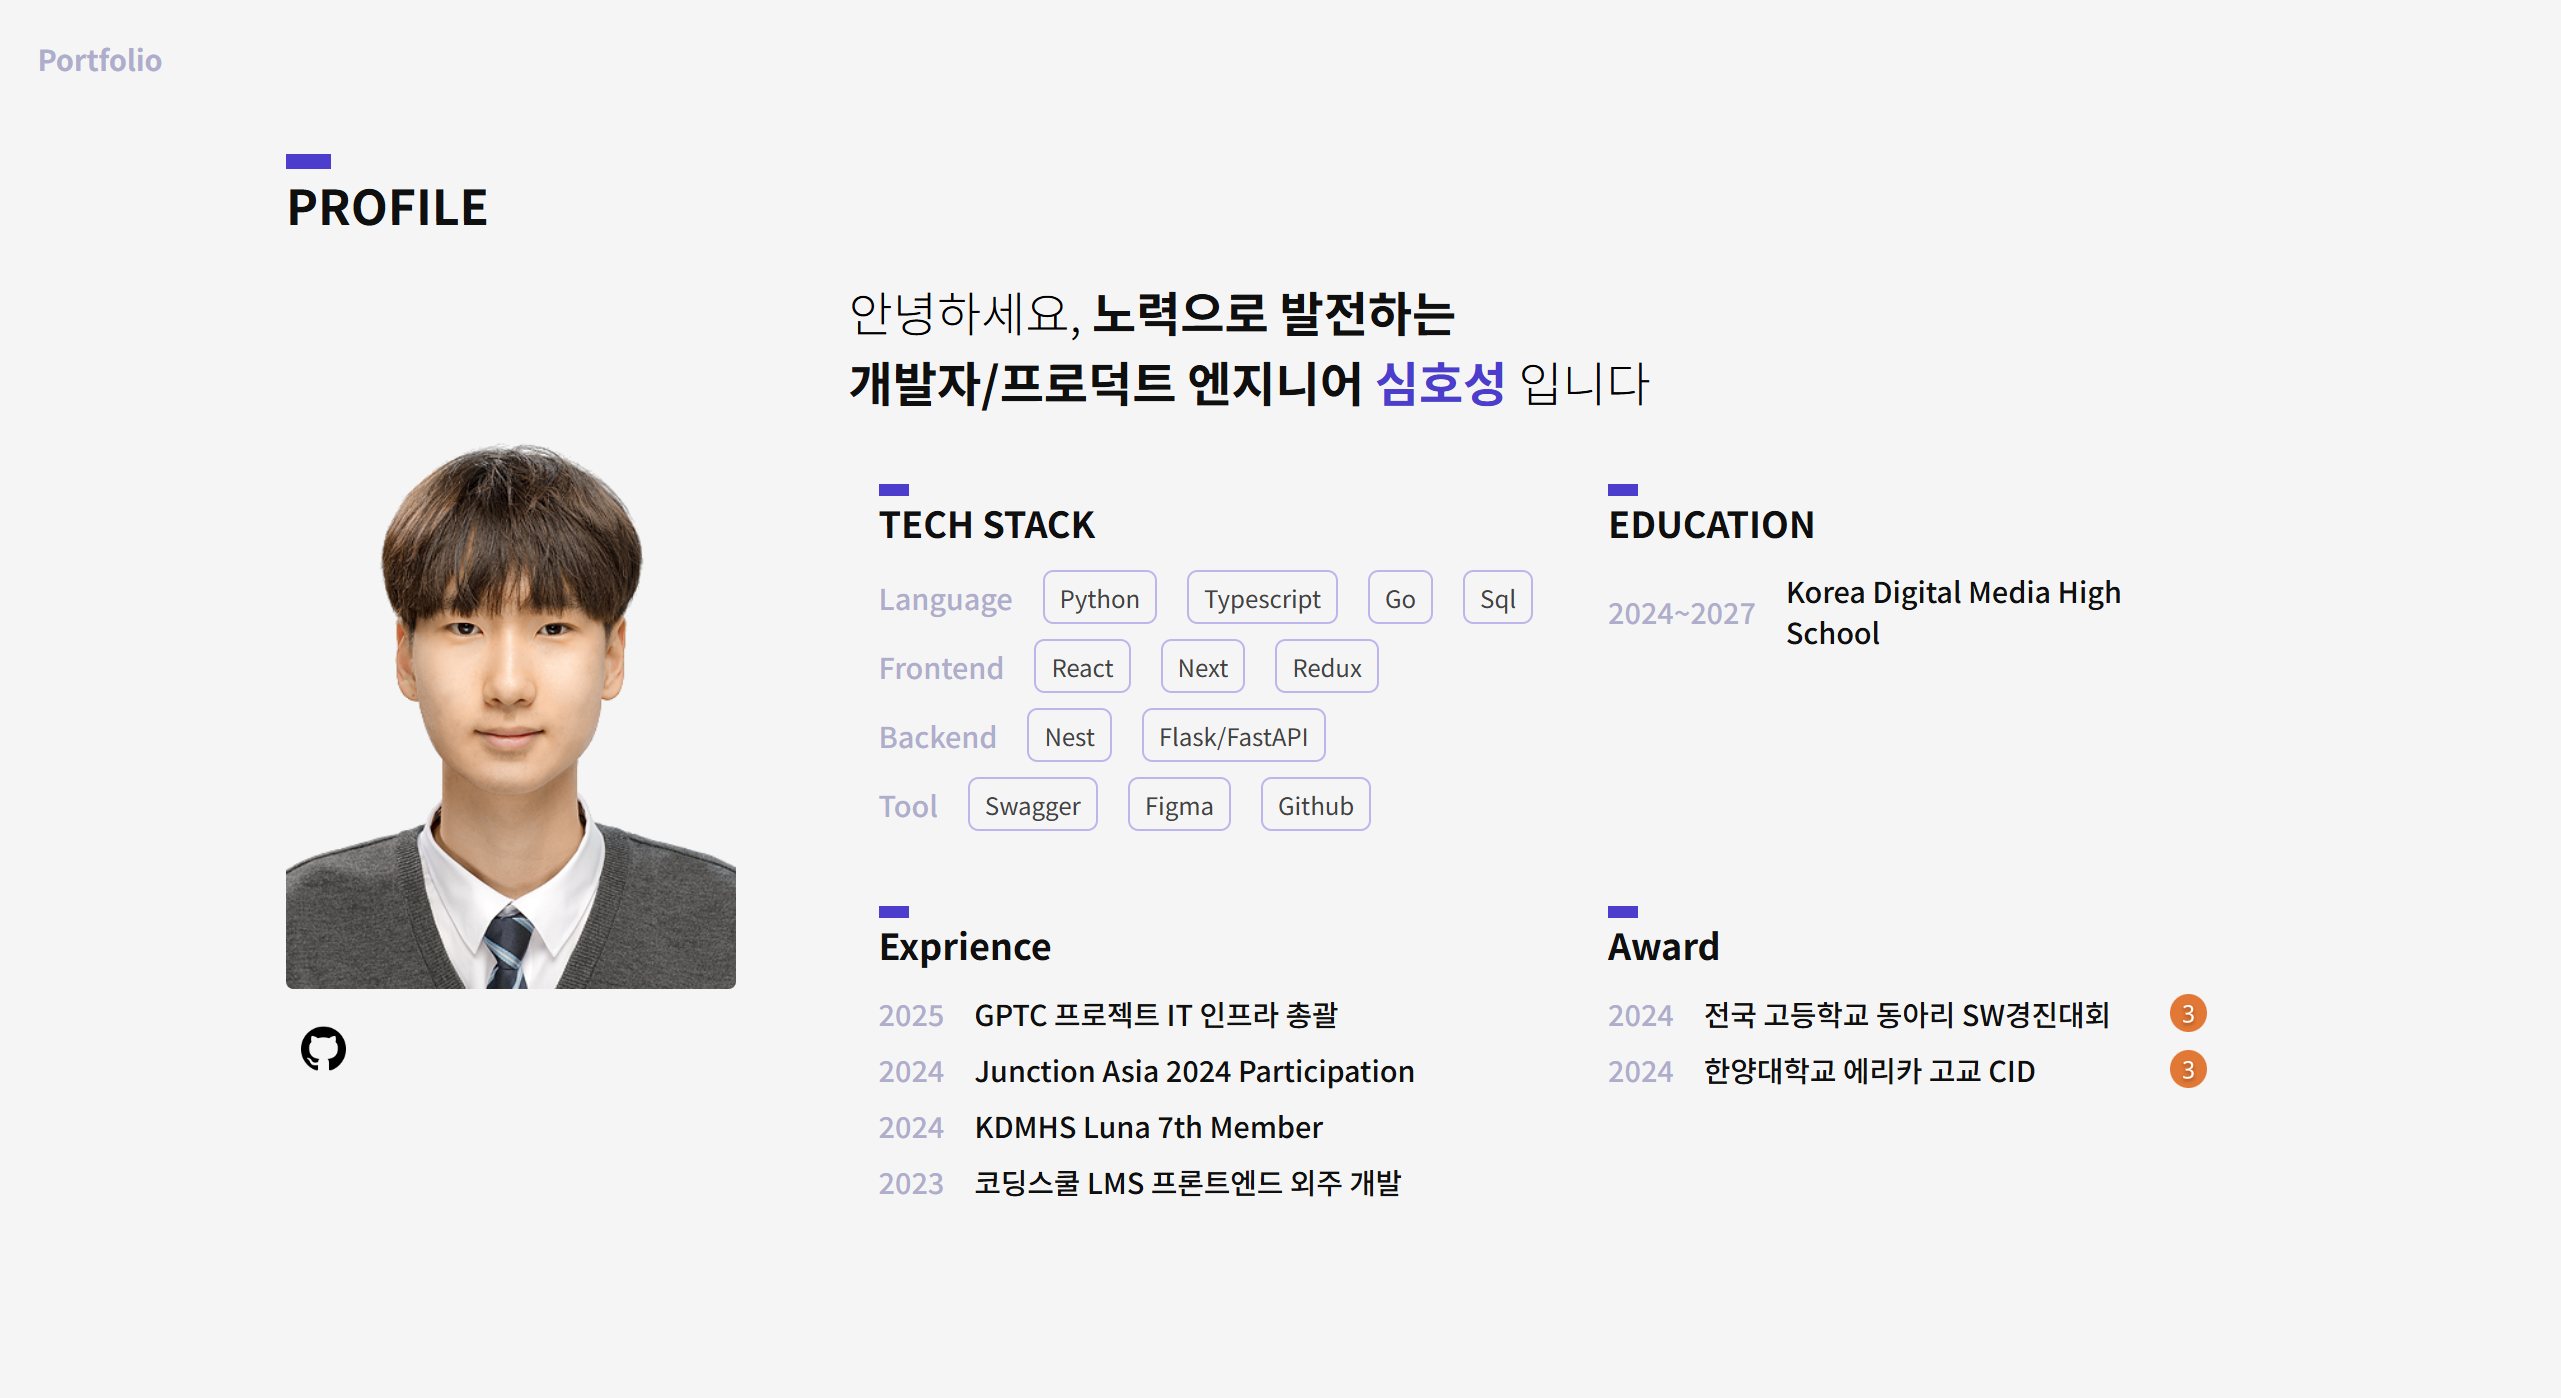 Portfolio
PROFILE
안녕하세요, 노력으로 발전하는
개발자/프로덕트 엔지니어 심호성 입니다
TECH STACK
Language Python Typescript Go Sql
Frontend React Next Redux
Backend Nest Flask/FastAPI
Tool Swagger Figma Github
EDUCATION
2024~2027 Korea Digital Media High
School
Exprience
2025 GPTC 프로젝트 IT 인프라 총괄
2024 Junction Asia 2024 Participation
2024 KDMHS Luna 7th Member
2023 코딩스쿨 LMS 프론트엔드 외주 개발
Award
2024 전국 고등학교 동아리 SW경진대회 3
2024 한양대학교 에리카 고교 CID 3